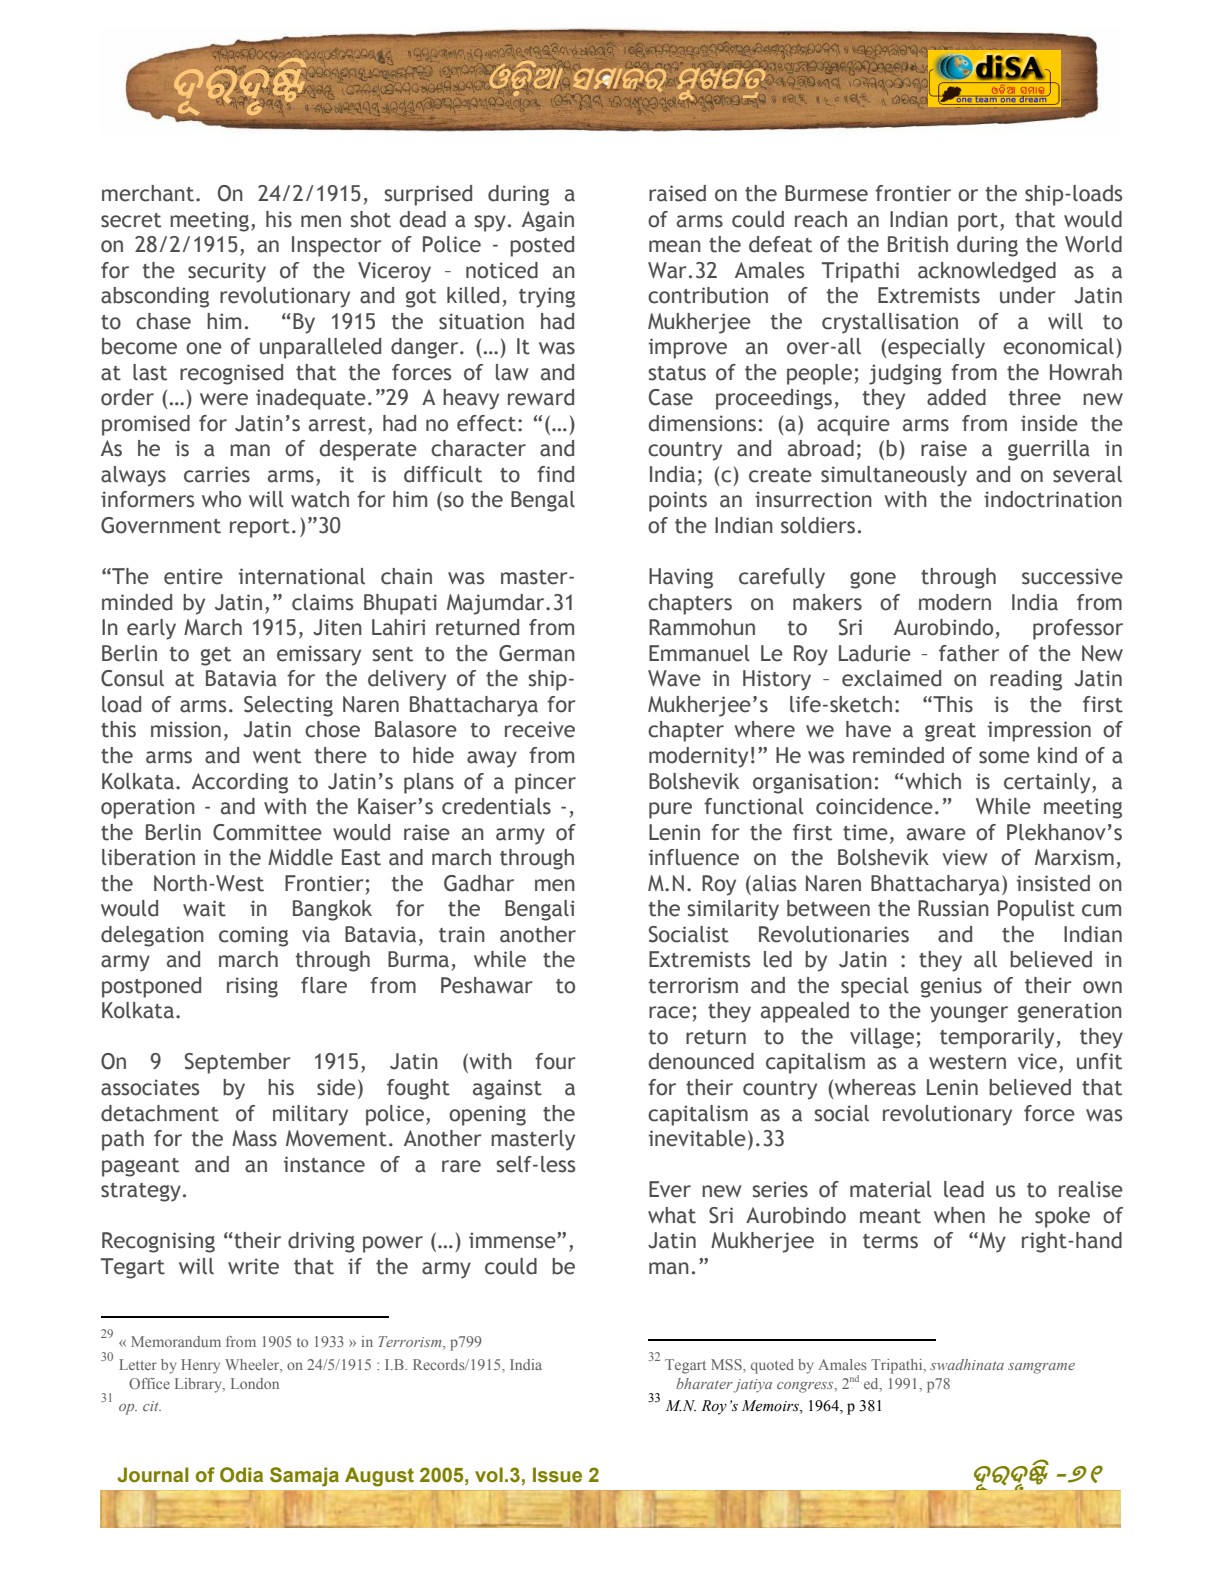 ଦୂରଦୃଷ୍ଟି ଓଡ଼ିଆ ସମାଜର ମୁଖପତ୍ର
OdiSA
ଓଡ଼ିଆ ସମାଜ
one team one dream
merchant. On 24/2/1915, surprised during a
secret meeting, his men shot dead a spy. Again
on 28/2/1915, an Inspector of Police - posted
for the security of the Viceroy – noticed an
absconding revolutionary and got killed, trying
to chase him. “By 1915 the situation had
become one of unparalleled danger. (…) It was
at last recognised that the forces of law and
order (…) were inadequate.”29 A heavy reward
promised for Jatin’s arrest, had no effect: “(…)
As he is a man of desperate character and
always carries arms, it is difficult to find
informers who will watch for him (so the Bengal
Government report.)”30
“The entire international chain was master-
minded by Jatin,” claims Bhupati Majumdar.31
In early March 1915, Jiten Lahiri returned from
Berlin to get an emissary sent to the German
Consul at Batavia for the delivery of the ship-
load of arms. Selecting Naren Bhattacharya for
this mission, Jatin chose Balasore to receive
the arms and went there to hide away from
Kolkata. According to Jatin’s plans of a pincer
operation - and with the Kaiser’s credentials -,
the Berlin Committee would raise an army of
liberation in the Middle East and march through
the North-West Frontier; the Gadhar men
would wait in Bangkok for the Bengali
delegation coming via Batavia, train another
army and march through Burma, while the
postponed rising flare from Peshawar to
Kolkata.
On 9 September 1915, Jatin (with four
associates by his side) fought against a
detachment of military police, opening the
path for the Mass Movement. Another masterly
pageant and an instance of a rare self-less
strategy.
Recognising “their driving power (…) immense”,
Tegart will write that if the army could be
29 « Memorandum from 1905 to 1933 » in Terrorism, p799
30 Letter by Henry Wheeler, on 24/5/1915 : I.B. Records/1915, India
Office Library, London
31 op. cit.
raised on the Burmese frontier or the ship-loads
of arms could reach an Indian port, that would
mean the defeat of the British during the World
War.32 Amales Tripathi acknowledged as a
contribution of the Extremists under Jatin
Mukherjee the crystallisation of a will to
improve an over-all (especially economical)
status of the people; judging from the Howrah
Case proceedings, they added three new
dimensions: (a) acquire arms from inside the
country and abroad; (b) raise a guerrilla in
India; (c) create simultaneously and on several
points an insurrection with the indoctrination
of the Indian soldiers.
Having carefully gone through successive
chapters on makers of modern India from
Rammohun to Sri Aurobindo, professor
Emmanuel Le Roy Ladurie – father of the New
Wave in History – exclaimed on reading Jatin
Mukherjee’s life-sketch: “This is the first
chapter where we have a great impression of
modernity!” He was reminded of some kind of a
Bolshevik organisation: “which is certainly, a
pure functional coincidence.” While meeting
Lenin for the first time, aware of Plekhanov’s
influence on the Bolshevik view of Marxism,
M.N. Roy (alias Naren Bhattacharya) insisted on
the similarity between the Russian Populist cum
Socialist Revolutionaries and the Indian
Extremists led by Jatin : they all believed in
terrorism and the special genius of their own
race; they appealed to the younger generation
to return to the village; temporarily, they
denounced capitalism as a western vice, unfit
for their country (whereas Lenin believed that
capitalism as a social revolutionary force was
inevitable).33
Ever new series of material lead us to realise
what Sri Aurobindo meant when he spoke of
Jatin Mukherjee in terms of “My right-hand
man.”
32 Tegart MSS, quoted by Amales Tripathi, swadhinata samgrame
bharater jatiya congress, 2nd ed, 1991, p78
33 M.N. Roy’s Memoirs, 1964, p 381
Journal of Odia Samaja August 2005, vol.3, Issue 2 ଦୂରଦୃଷ୍ଟି -୭୧